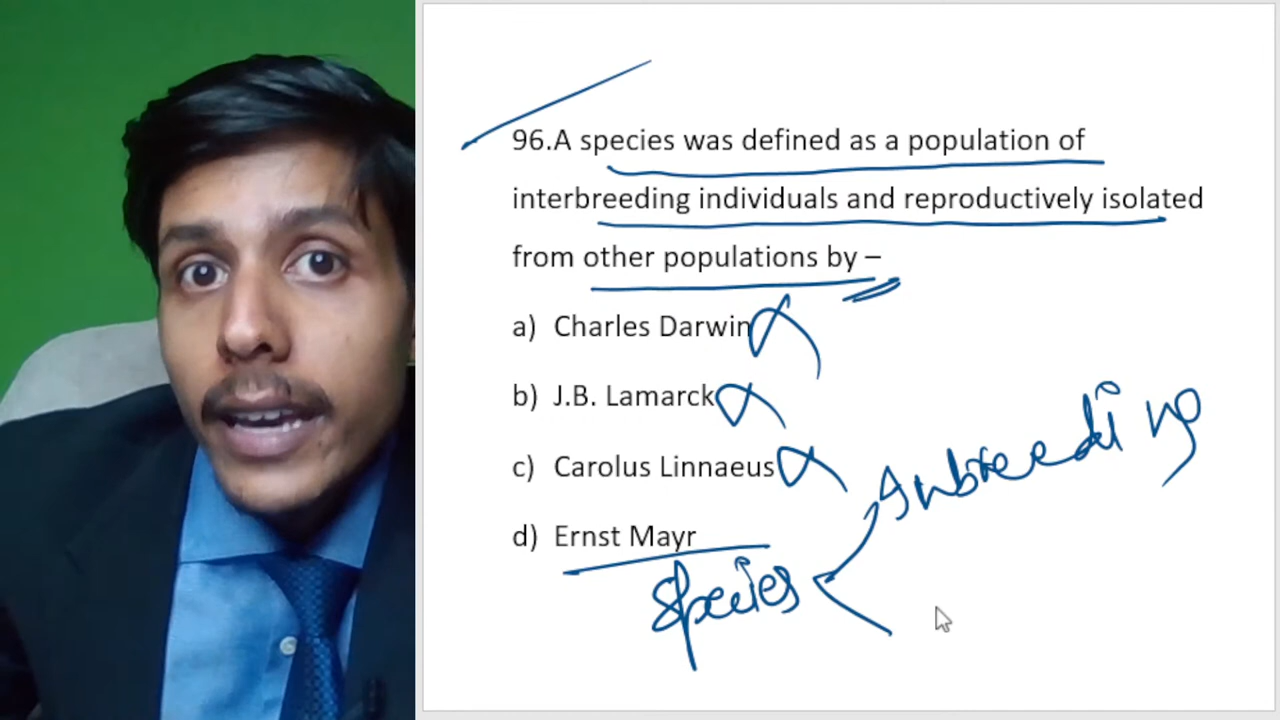 96.A species was defined as a population of
interbreeding individuals and reproductively isolated
from other populations by –
a) Charles Darwin
b) J.B. Lamarck
c) Carolus Linnaeus
d) Ernst Mayr
Inbreeding
Species